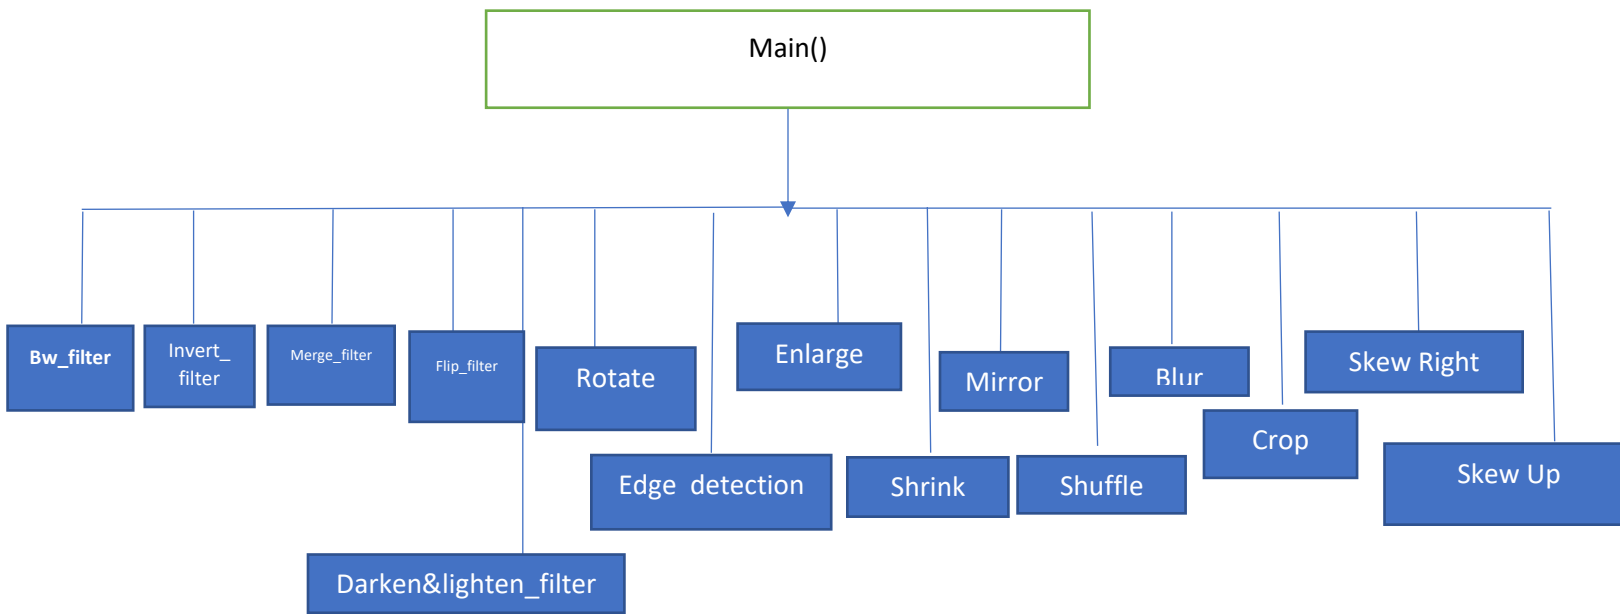 Main()
Bw_filter
Invert_
filter
Merge_filter
Flip_filter
Rotate
Enlarge
Mirror
Blur
Skew Right
Edge  detection
Shrink
Shuffle
Crop
Skew Up
Darken&lighten_filter